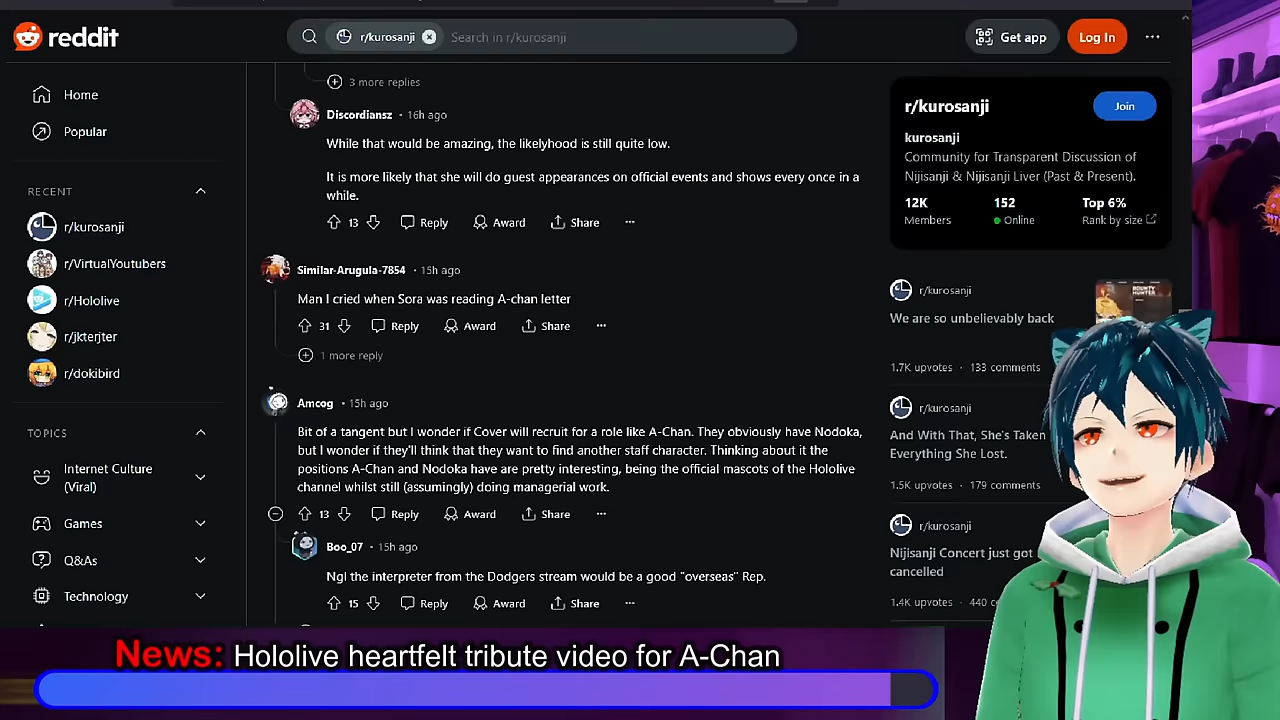 reddit
r/kurosanji
Search in r/kurosanji
Get app
Log In
Home
Popular
RECENT
r/kurosanji
r/VirtualYoutubers
r/Hololive
r/jkterjter
r/dokibird
TOPICS
Internet Culture
(Viral)
Games
Q&As
Technology
3 more replies
Discordiansz • 16h ago
While that would be amazing, the likelyhood is still quite low.
It is more likely that she will do guest appearances on official events and shows every once in a
while.
13 Reply Award Share
Similar-Arugula-7854 • 15h ago
Man I cried when Sora was reading A-chan letter
31 Reply Award Share
1 more reply
Amcog • 15h ago
Bit of a tangent but I wonder if Cover will recruit for a role like A-Chan. They obviously have Nodoka,
but I wonder if they'll think that they want to find another staff character. Thinking about it the
positions A-Chan and Nodoka have are pretty interesting, being the official mascots of the Hololive
channel whilst still (assumingly) doing managerial work.
13 Reply Award Share
Boo_07 • 15h ago
Ngl the interpreter from the Dodgers stream would be a good "overseas" Rep.
15 Reply Award Share
r/kurosanji
Join
kurosanji
Community for Transparent Discussion of
Nijisanji & Nijisanji Liver (Past & Present).
12K 152 Top 6%
Members Online Rank by size
r/kurosanji
BOUNTY
HUNTER
We are so unbelievably back
1.7K upvotes • 133 comments
r/kurosanji
And With That, She's Taken
Everything She Lost.
1.5K upvotes • 179 comments
r/kurosanji
Nijisanji Concert just got
cancelled
1.4K upvotes • 440
News: Hololive heartfelt tribute video for A-Chan